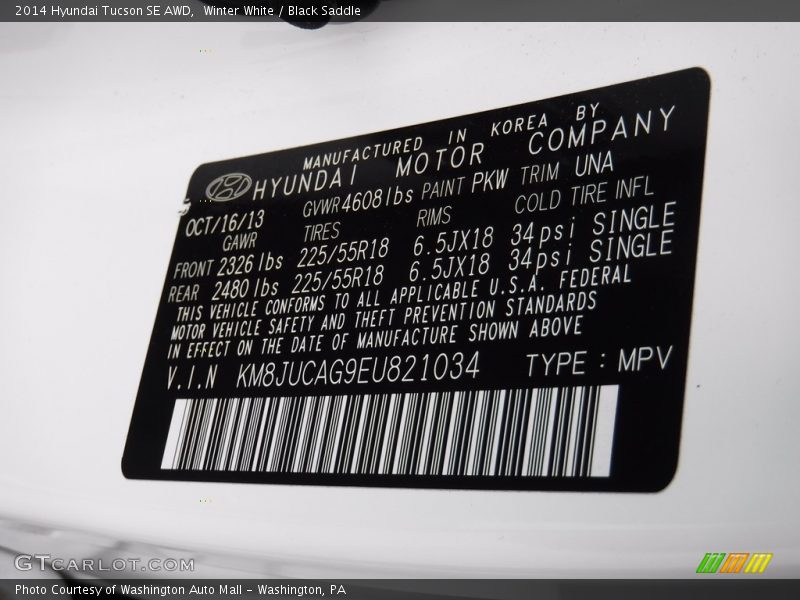 2014 Hyundai Tucson SE AWD,  Winter White / Black Saddle
MANUFACTURED IN KOREA BY
HYUNDAI MOTOR COMPANY
OCT/16/13 GVWR 4608 lbs PAINT PKW TRIM UNA
GAWR TIRES RIMS COLD TIRE INFL
FRONT 2326 lbs 225/55R18 6.5JX18 34psi SINGLE
REAR 2480 lbs 225/55R18 6.5JX18 34psi SINGLE
THIS VEHICLE CONFORMS TO ALL APPLICABLE U.S.A. FEDERAL
MOTOR VEHICLE SAFETY AND THEFT PREVENTION STANDARDS
IN EFFECT ON THE DATE OF MANUFACTURE SHOWN ABOVE
V.I.N KM8JUCAG9EU821034 TYPE : MPV
GTCARLOT.COM
Photo Courtesy of Washington Auto Mall - Washington, PA